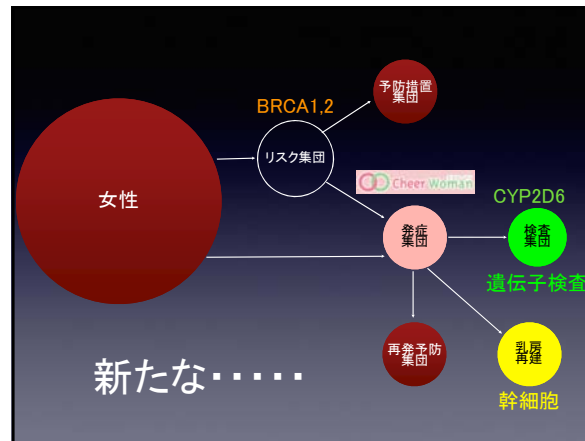 予防措置
集団
BRCA1,2
リスク集団
女性
Cheer Woman
CYP2D6
発症
集団
検査
集団
遺伝子検査
再発予防
集団
乳房
再建
新たな・・・・・
幹細胞